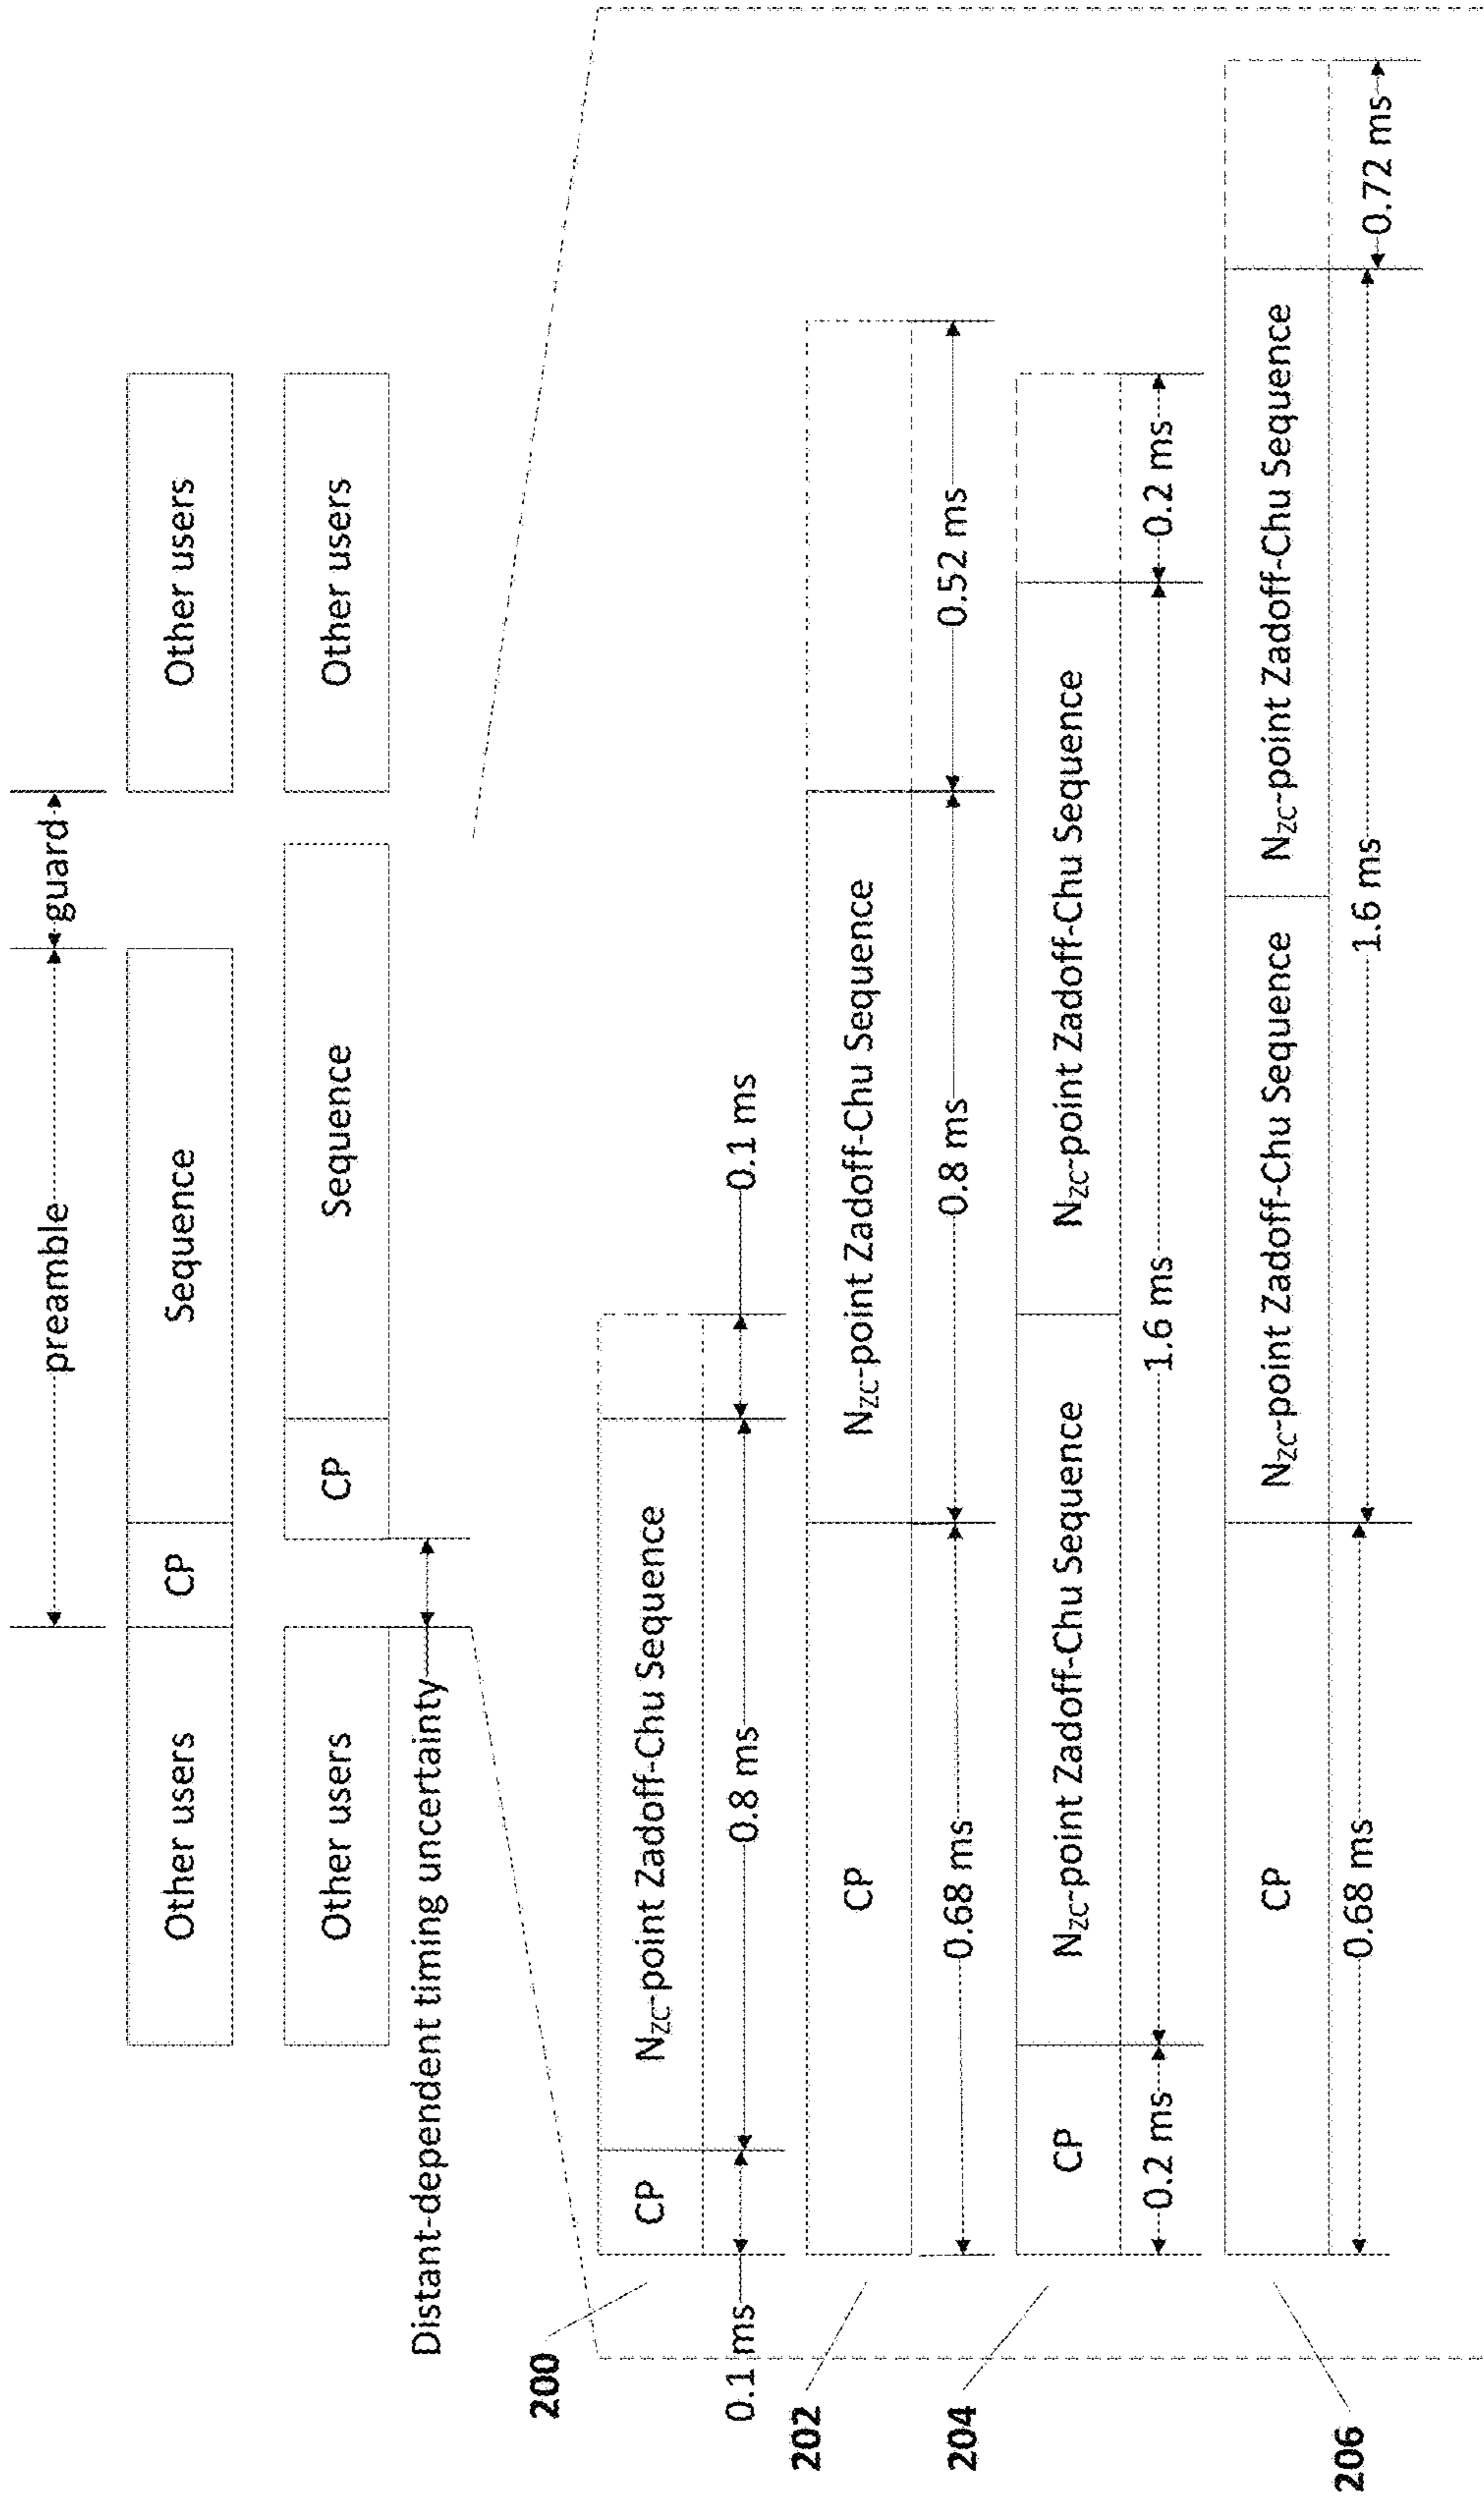 preamble
guard
Other users
CP
Sequence
Other users
Other users
CP
Sequence
Other users
Distant-dependent timing uncertainty
200
CP
N_ZC-point Zadoff-Chu Sequence
0.1 ms
0.8 ms
0.1 ms
202
CP
N_ZC-point Zadoff-Chu Sequence
0.68 ms
0.8 ms
0.52 ms
204
CP
N_ZC-point Zadoff-Chu Sequence
N_ZC-point Zadoff-Chu Sequence
0.2 ms
1.6 ms
0.2 ms
206
CP
N_ZC-point Zadoff-Chu Sequence
N_ZC-point Zadoff-Chu Sequence
0.68 ms
1.6 ms
0.72 ms